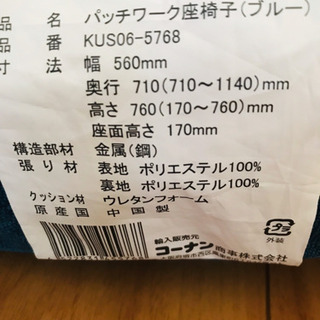 品名 パッチワーク座椅子(ブルー)
品番 KUS06-5768
寸法 幅 560mm
奥行 710(710~1140)mm
高さ 760(170~760)mm
座面高さ 170mm
構造部材 金属(鋼)
張り材 表地 ポリエステル100%
裏地 ポリエステル100%
クッション材 ウレタンフォーム
原産国 中国製
プラ
外装
輸入販売元
コーナン商事株式会社